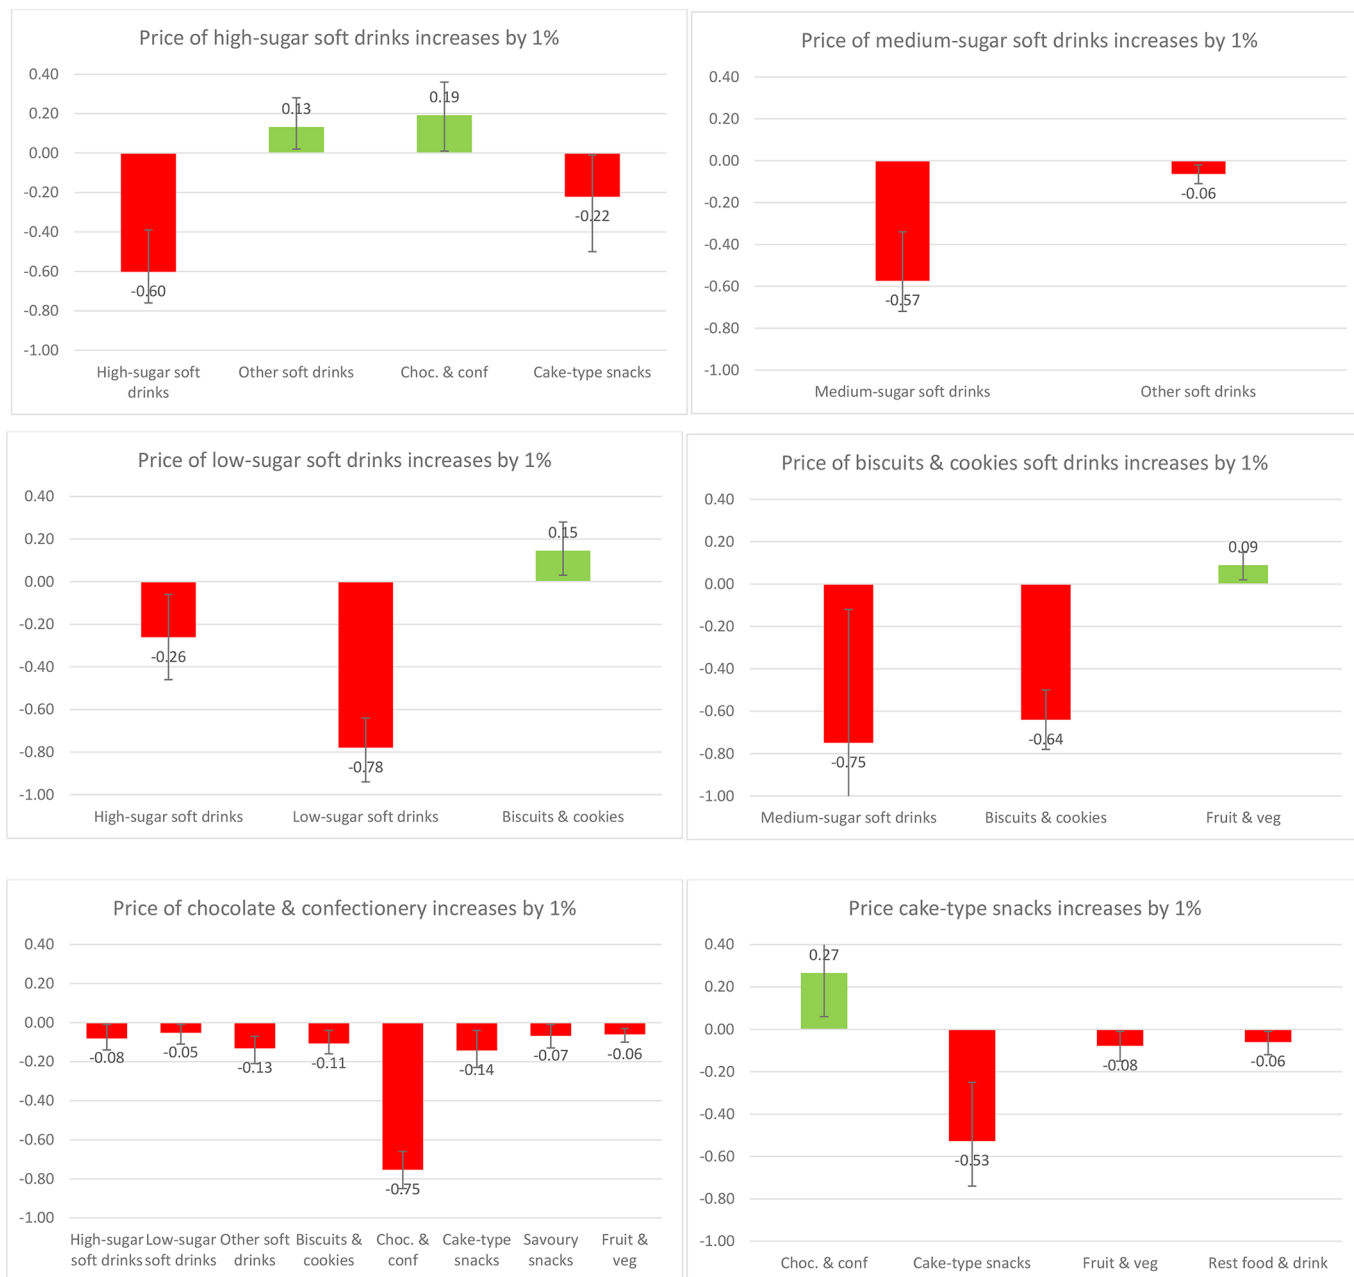 Price of high-sugar soft drinks increases by 1%
0.40
0.20
0.00
-0.20
-0.40
-0.60
-0.80
-1.00
0.13
0.19
-0.22
-0.60
High-sugar soft
drinks
Other soft drinks
Choc. & conf
Cake-type snacks
Price of medium-sugar soft drinks increases by 1%
0.40
0.20
0.00
-0.20
-0.40
-0.60
-0.80
-1.00
-0.57
-0.06
Medium-sugar soft drinks
Other soft drinks
Price of low-sugar soft drinks increases by 1%
0.40
0.20
0.00
-0.20
-0.40
-0.60
-0.80
-1.00
-0.26
-0.78
0.15
High-sugar soft drinks
Low-sugar soft drinks
Biscuits & cookies
Price of biscuits & cookies soft drinks increases by 1%
0.40
0.20
0.00
-0.20
-0.40
-0.60
-0.80
-1.00
-0.75
-0.64
0.09
Medium-sugar soft drinks
Biscuits & cookies
Fruit & veg
Price of chocolate & confectionery increases by 1%
0.40
0.20
0.00
-0.20
-0.40
-0.60
-0.80
-1.00
-0.08
-0.05
-0.13
-0.11
-0.75
-0.14
-0.07
-0.06
High-sugar
soft drinks
Low-sugar
soft drinks
Other soft
drinks
Biscuits &
cookies
Choc. &
conf
Cake-type
snacks
Savoury
snacks
Fruit &
veg
Price cake-type snacks increases by 1%
0.40
0.20
0.00
-0.20
-0.40
-0.60
-0.80
-1.00
0.27
-0.53
-0.08
-0.06
Choc. & conf
Cake-type snacks
Fruit & veg
Rest food & drink